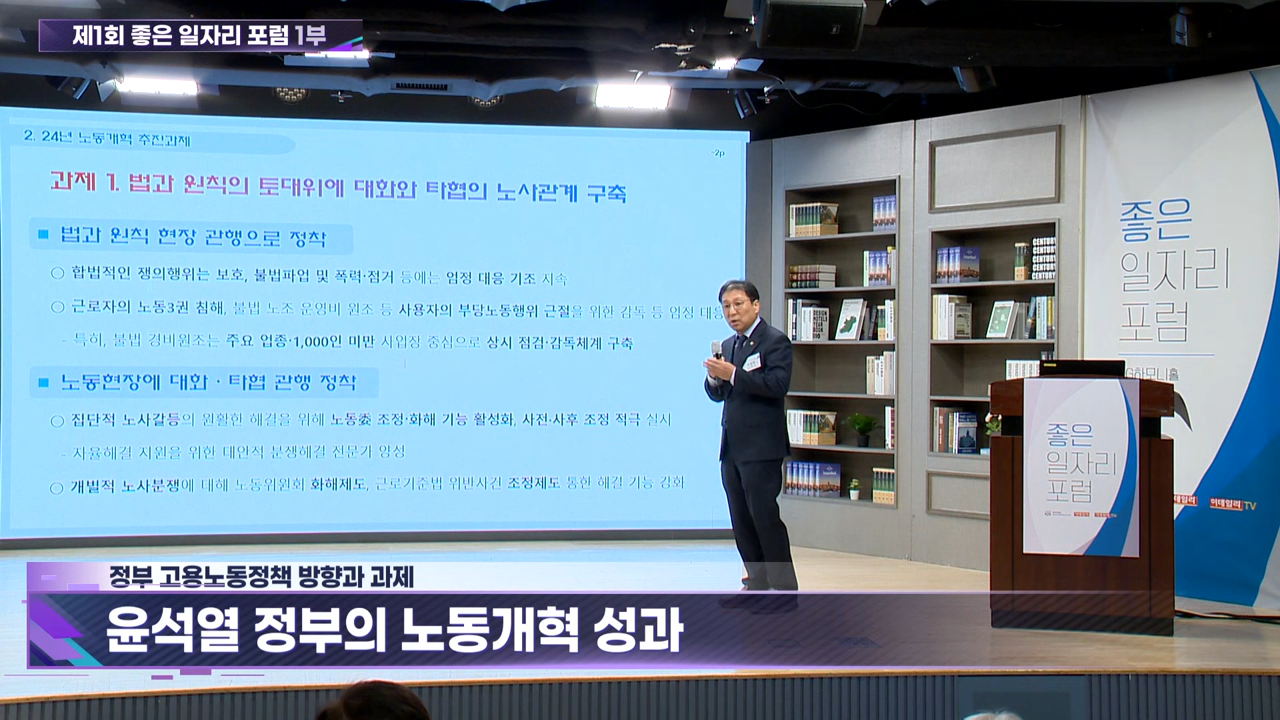 제1회 좋은 일자리 포럼 1부
2. 24년 노동개혁 추진과제
-2p
과제 1. 법과 원칙의 토대위에 대화와 타협의 노사관계 구축
■ 법과 원칙 현장 관행으로 정착
○ 합법적인 쟁의행위는 보호, 불법파업 및 폭력·점거 등에는 엄정 대응 기조 지속
○ 근로자의 노동3권 침해, 불법 노조 운영비 원조 등 사용자의 부당노동행위 근절을 위한 감독 등 엄정 대응
- 특히, 불법 경비원조는 주요 업종·1,000인 미만 사업장 중심으로 상시 점검·감독체계 구축
■ 노동현장에 대화·타협 관행 정착
○ 집단적 노사갈등의 원활한 해결을 위해 노동委 조정·화해 기능 활성화, 사전·사후 조정 적극 실시
- 자율해결 지원을 위한 대안적 분쟁해결 전문가 양성
○ 개별적 노사분쟁에 대해 노동위원회 화해제도, 근로기준법 위반사건 조정제도 통한 해결 기능 강화
CENTURY
CENTURY
CENTURY
CENTURY
좋은
일자리
포럼
하모니홀
이데일리TV
좋은
일자리
포럼
정부 고용노동정책 방향과 과제
윤석열 정부의 노동개혁 성과